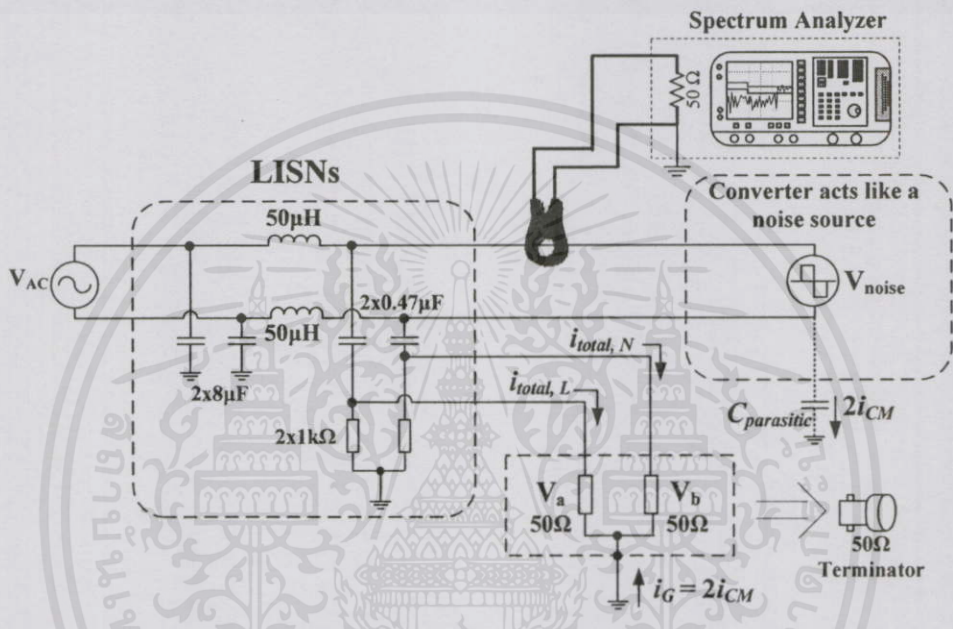 Spectrum Analyzer
50 Ω
LISNs
Converter acts like a
noise source
50µH
V_AC
V_noise
50µH
2x0.47µF
i_total, N
2x8µF
i_total, L
C_parasitic
2i_CM
2x1kΩ
V_a
V_b
50Ω
50Ω
50Ω
Terminator
i_G = 2i_CM